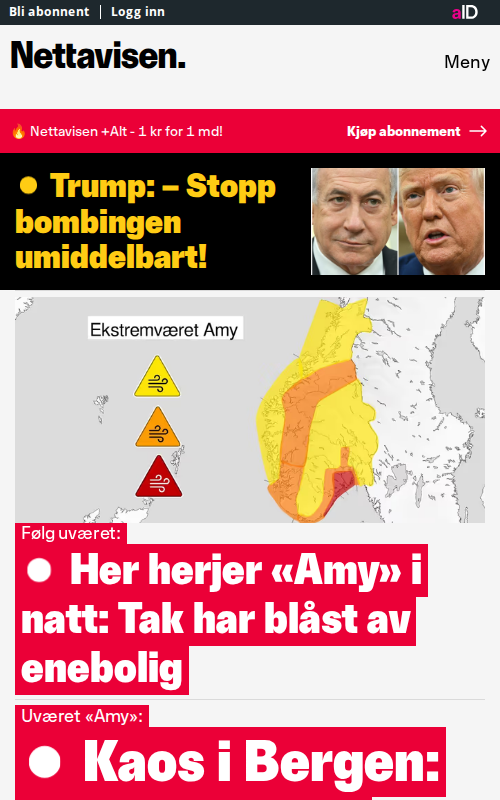 Bli abonnent | Logg inn
aID
Nettavisen.
Meny
🔥 Nettavisen +Alt - 1 kr for 1 md!
Kjøp abonnement →
Trump: – Stopp
bombingen
umiddelbart!
Ekstremværet Amy
Følg uværet:
Her herjer «Amy» i
natt: Tak har blåst av
enebolig
Uværet «Amy»:
Kaos i Bergen: